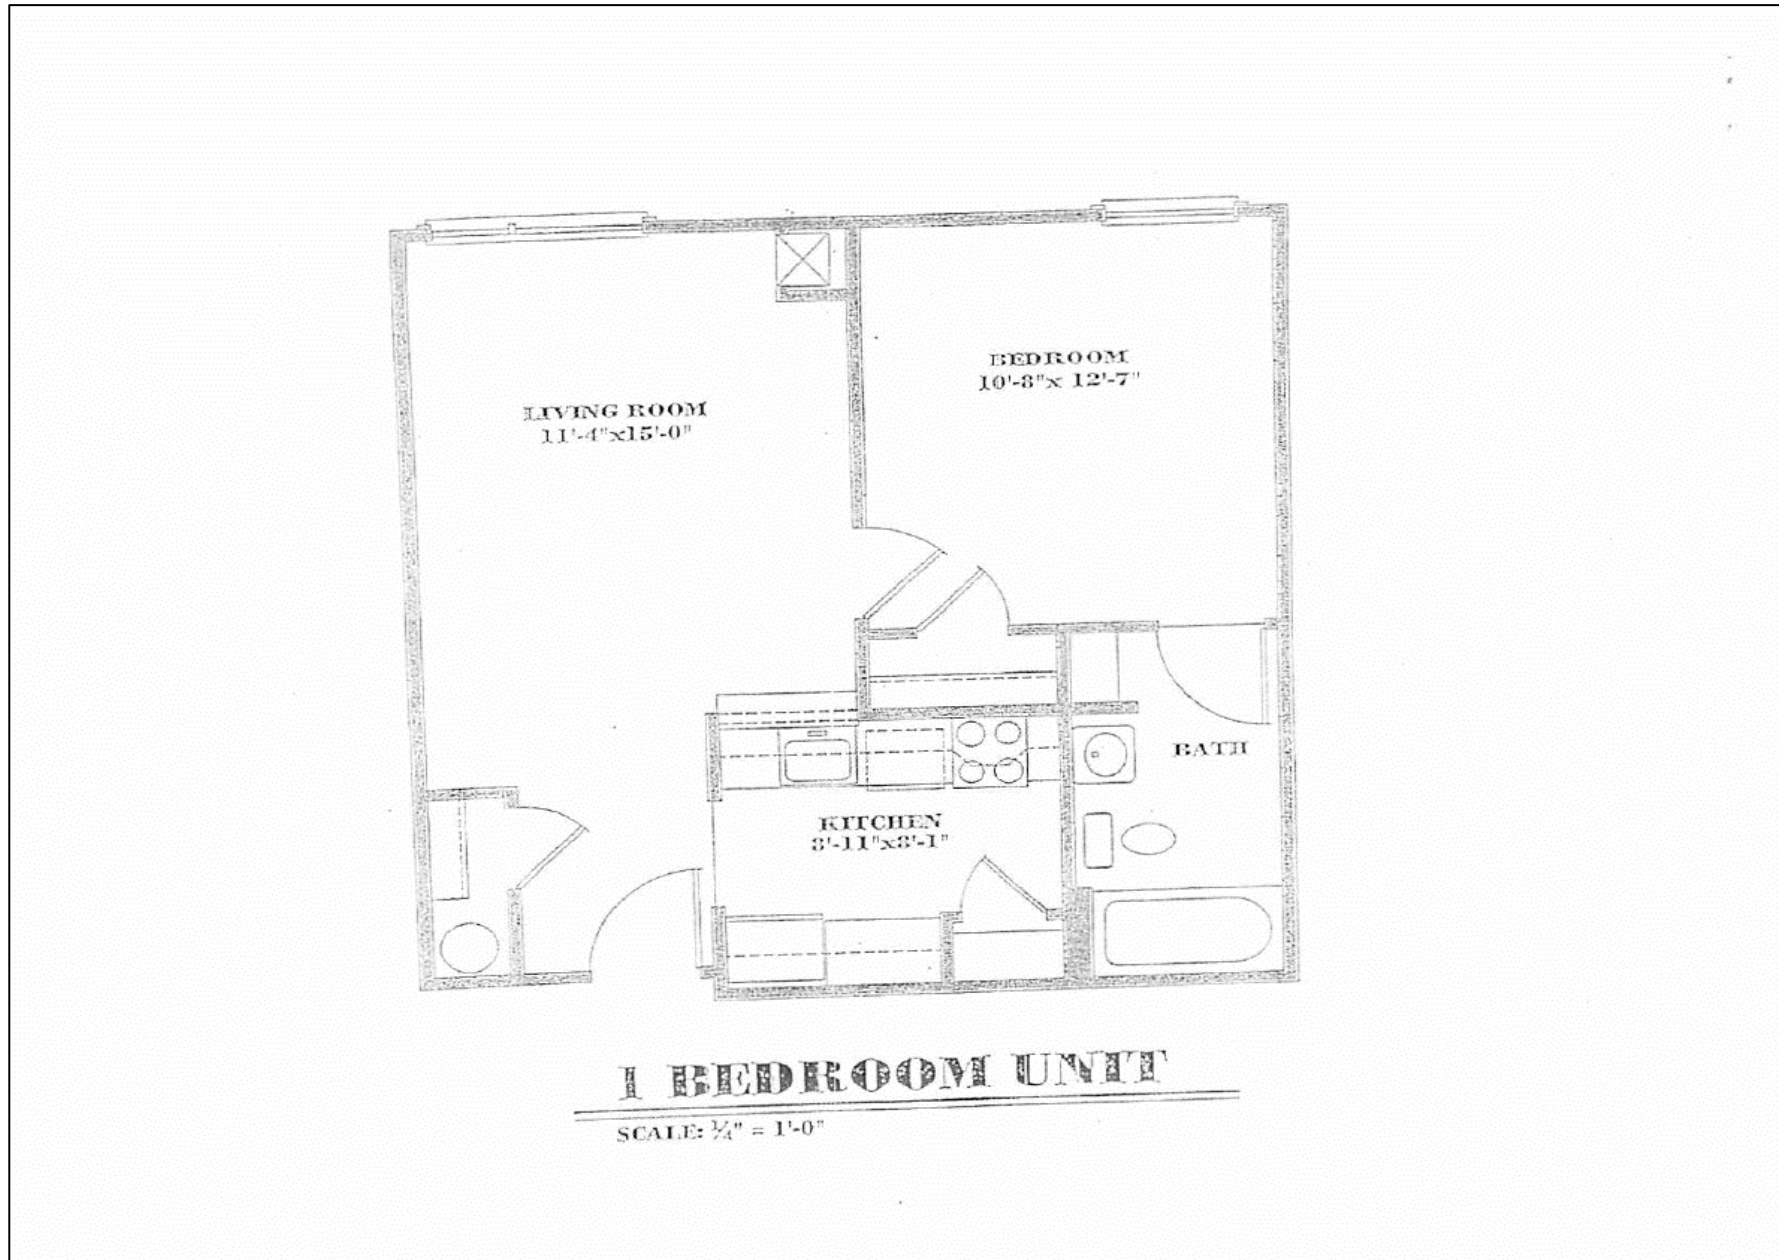 BEDROOM
10'-8"x 12'-7"
LIVING ROOM
11'-4"x15'-0"
BATH
KITCHEN
8'-11"x8'-1"
1 BEDROOM UNIT
SCALE: ¼" = 1'-0"